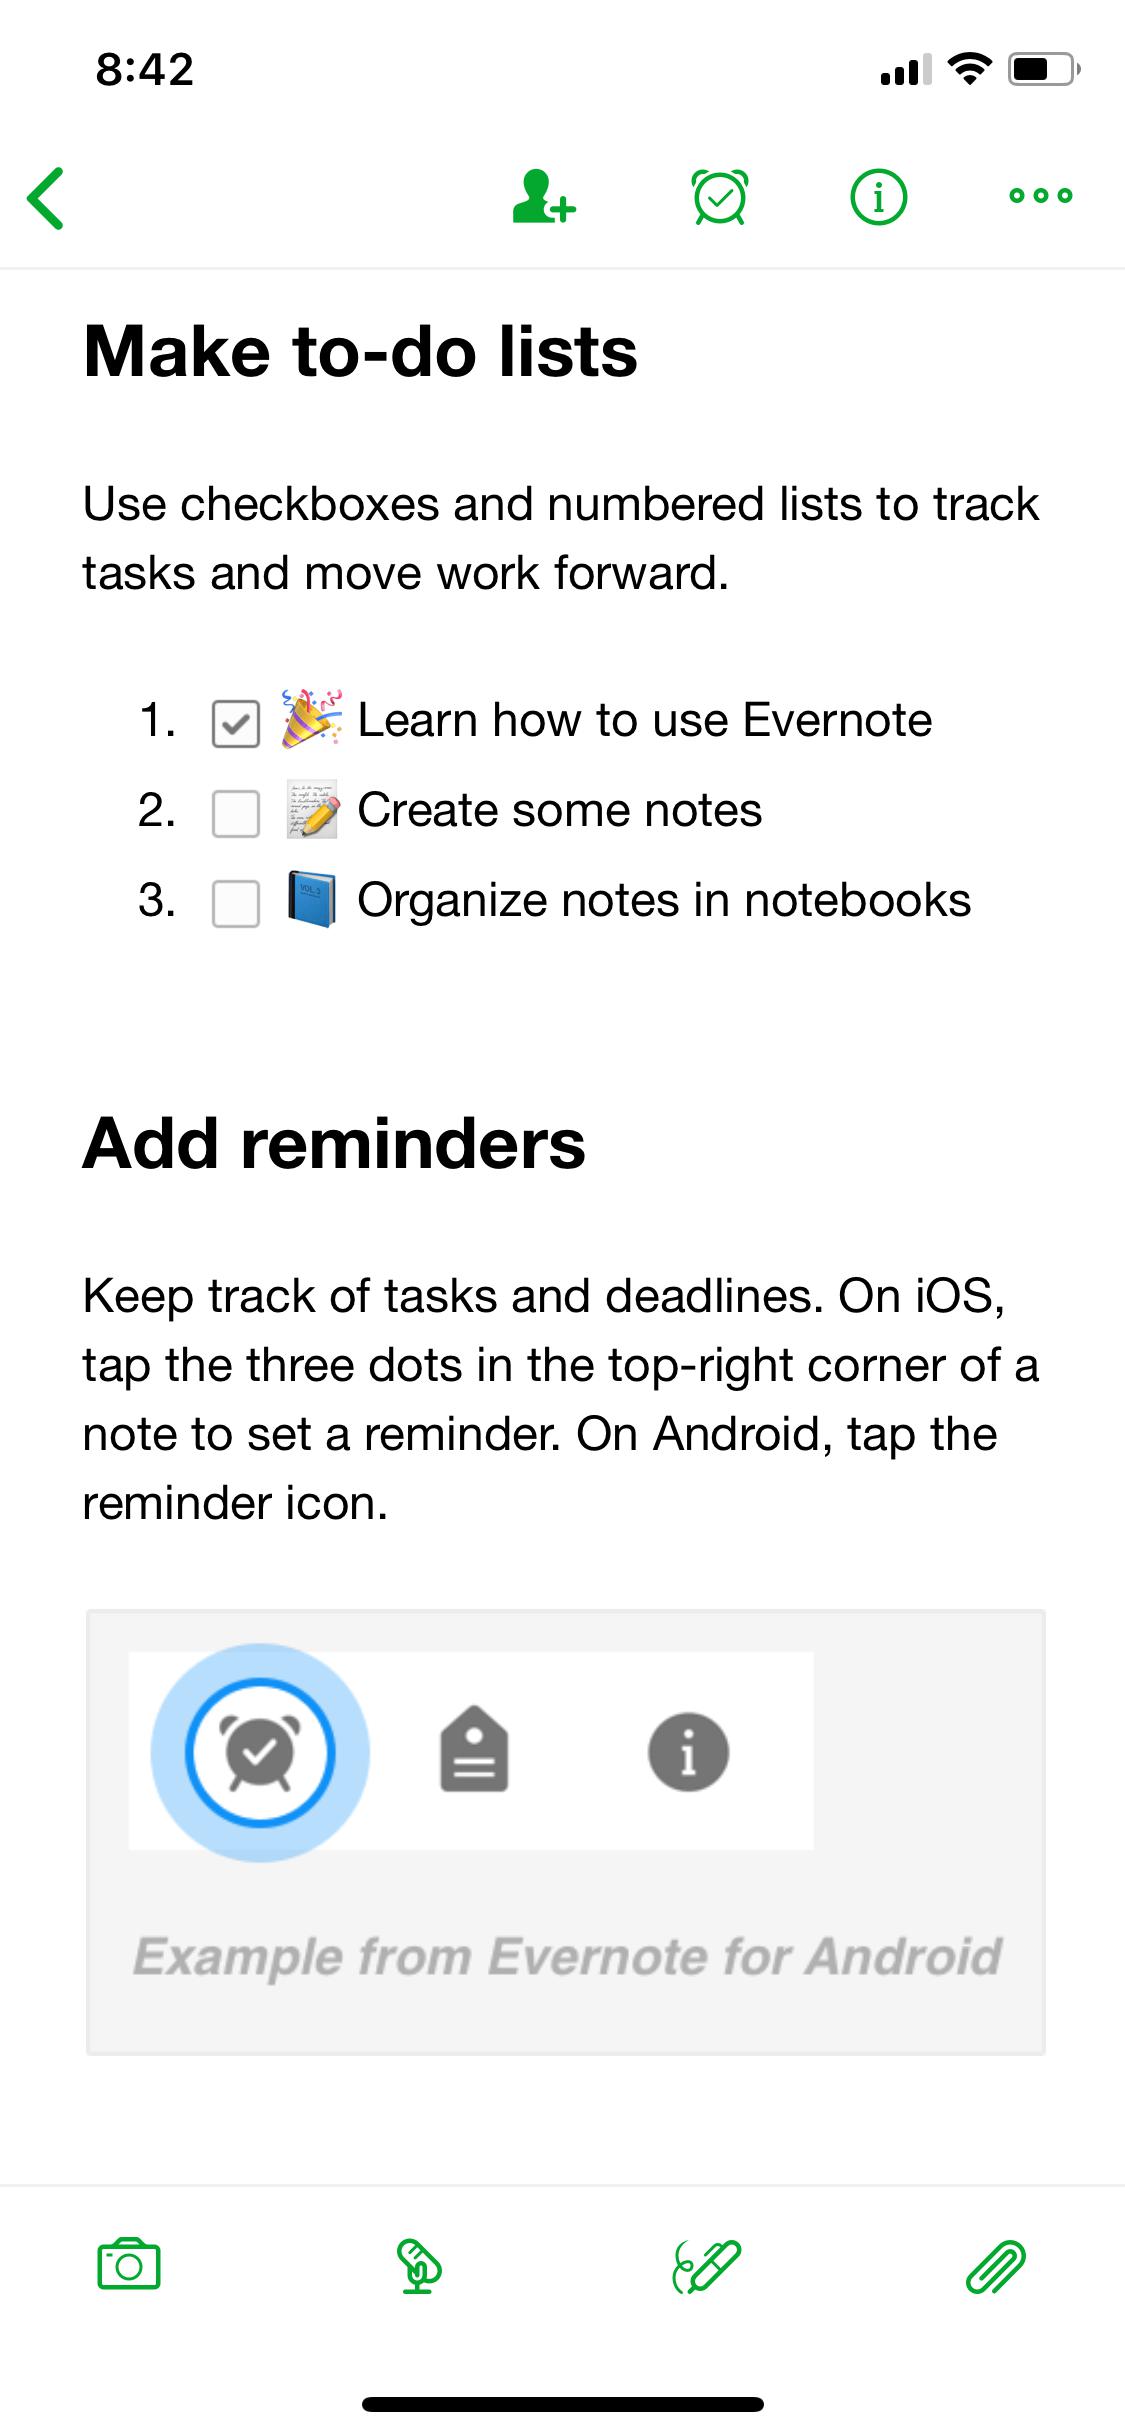 8:42
Make to-do lists
Use checkboxes and numbered lists to track
tasks and move work forward.
1. 🎉 Learn how to use Evernote
2. 📝 Create some notes
3. 📘 Organize notes in notebooks
Add reminders
Keep track of tasks and deadlines. On iOS,
tap the three dots in the top-right corner of a
note to set a reminder. On Android, tap the
reminder icon.
Example from Evernote for Android